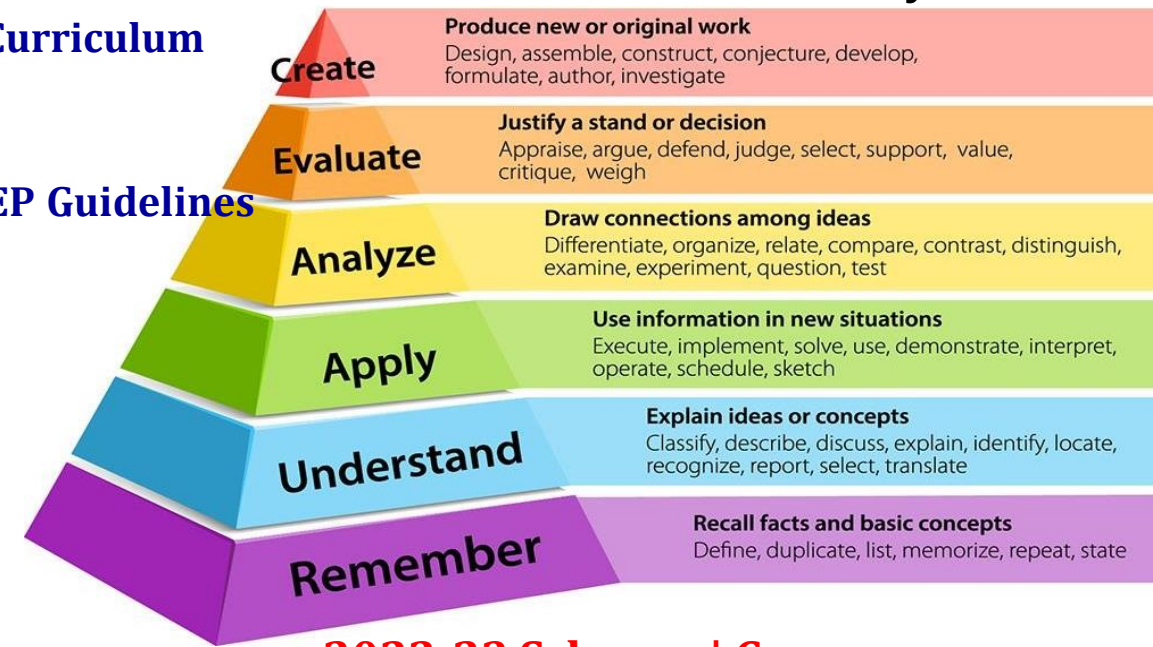 Curriculum
EP Guidelines
Create
Produce new or original work
Design, assemble, construct, conjecture, develop,
formulate, author, investigate
Evaluate
Justify a stand or decision
Appraise, argue, defend, judge, select, support, value,
critique, weigh
Analyze
Draw connections among ideas
Differentiate, organize, relate, compare, contrast, distinguish,
examine, experiment, question, test
Apply
Use information in new situations
Execute, implement, solve, use, demonstrate, interpret,
operate, schedule, sketch
Understand
Explain ideas or concepts
Classify, describe, discuss, explain, identify, locate,
recognize, report, select, translate
Remember
Recall facts and basic concepts
Define, duplicate, list, memorize, repeat, state